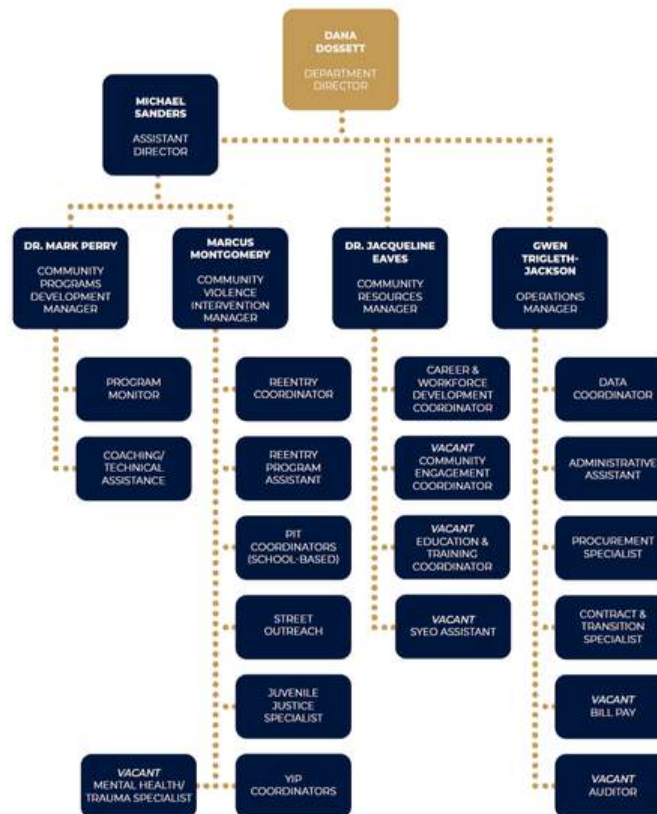 DANA
DOSSETT
DEPARTMENT
DIRECTOR
MICHAEL
SANDERS
ASSISTANT
DIRECTOR
DR. MARK PERRY
COMMUNITY
PROGRAMS
DEVELOPMENT
MANAGER
MARCUS
MONTGOMERY
COMMUNITY
VIOLENCE
INTERVENTION
MANAGER
DR. JACQUELINE
EAVES
COMMUNITY
RESOURCES
MANAGER
GWEN
TRIGLETH-
JACKSON
OPERATIONS
MANAGER
PROGRAM
MONITOR
COACHING/
TECHNICAL
ASSISTANCE
REENTRY
COORDINATOR
REENTRY
PROGRAM
ASSISTANT
PIT
COORDINATORS
(SCHOOL-BASED)
STREET
OUTREACH
JUVENILE
JUSTICE
SPECIALIST
VACANT
MENTAL HEALTH/
TRAUMA SPECIALIST
YIP
COORDINATORS
CAREER &
WORKFORCE
DEVELOPMENT
COORDINATOR
VACANT
COMMUNITY
ENGAGEMENT
COORDINATOR
VACANT
EDUCATION &
TRAINING
COORDINATOR
VACANT
SYEO ASSISTANT
DATA
COORDINATOR
ADMINISTRATIVE
ASSISTANT
PROCUREMENT
SPECIALIST
CONTRACT &
TRANSITION
SPECIALIST
VACANT
BILL PAY
VACANT
AUDITOR